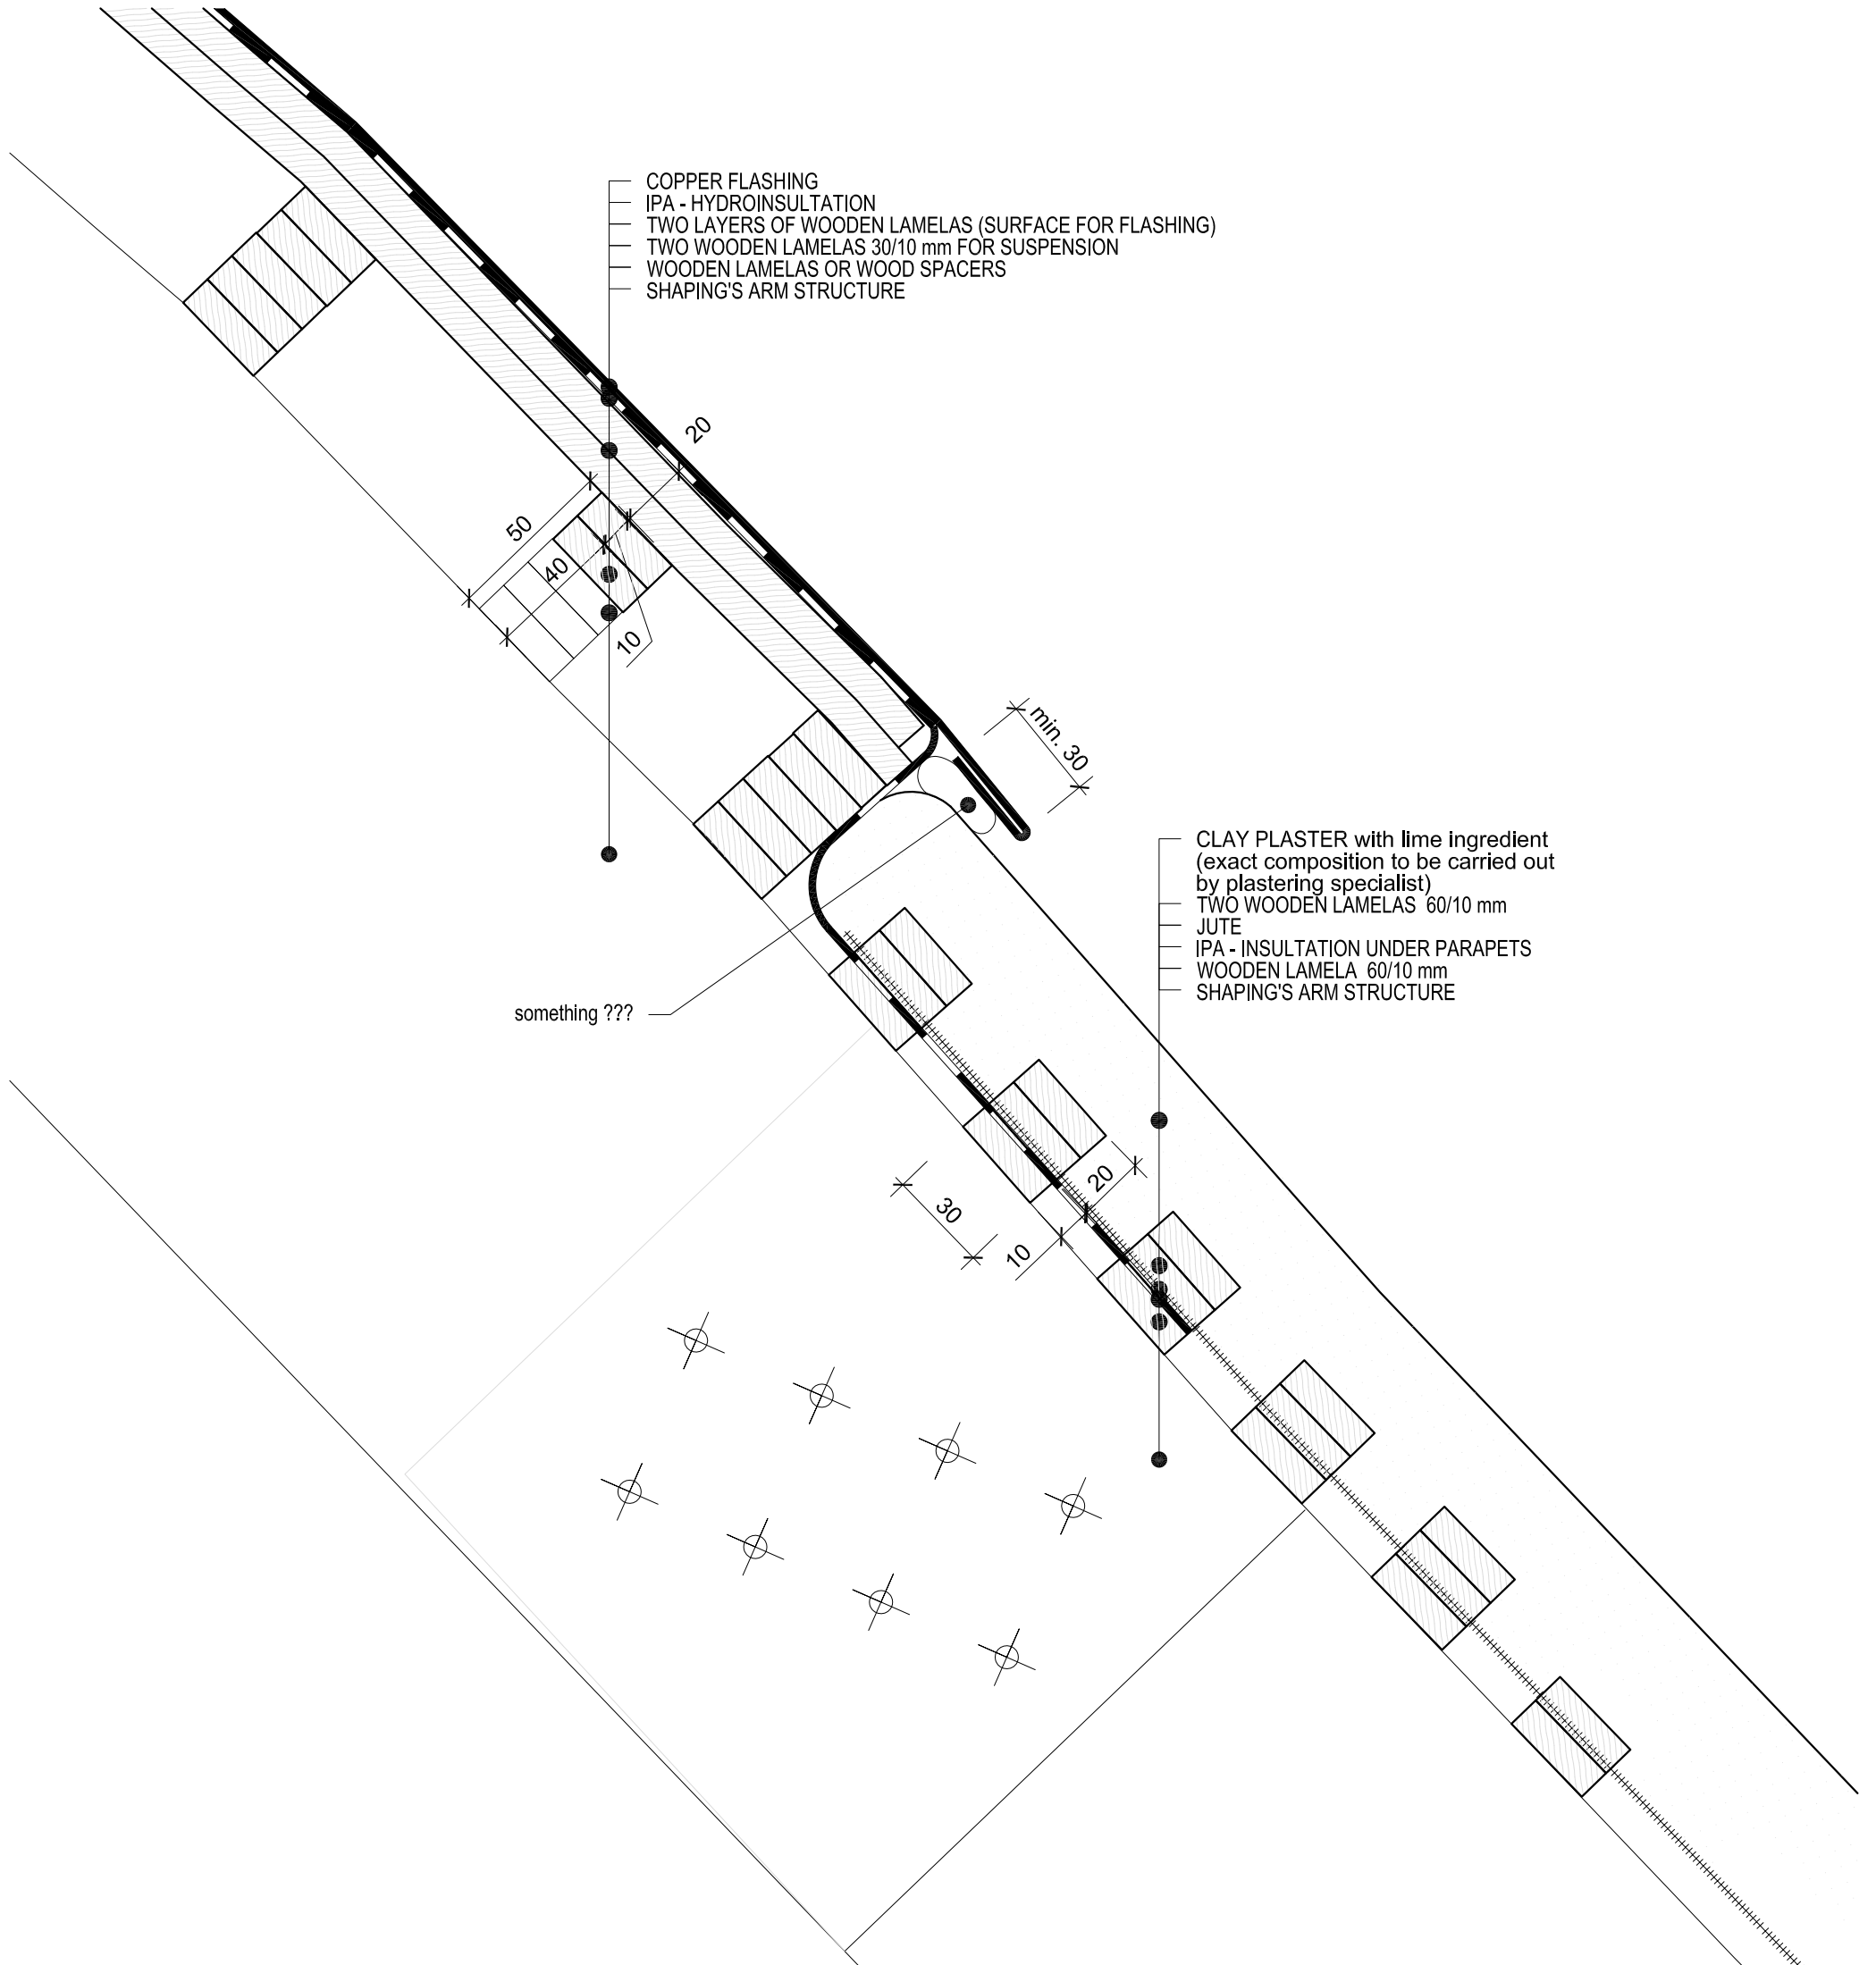 COPPER FLASHING
IPA - HYDROINSULTATION
TWO LAYERS OF WOODEN LAMELAS (SURFACE FOR FLASHING)
TWO WOODEN LAMELAS 30/10 mm FOR SUSPENSION
WOODEN LAMELAS OR WOOD SPACERS
SHAPING'S ARM STRUCTURE
20
50
40
10
min. 30
CLAY PLASTER with lime ingredient
(exact composition to be carried out
by plastering specialist)
TWO WOODEN LAMELAS 60/10 mm
JUTE
IPA - INSULTATION UNDER PARAPETS
WOODEN LAMELA 60/10 mm
SHAPING'S ARM STRUCTURE
something ???
20
30
10